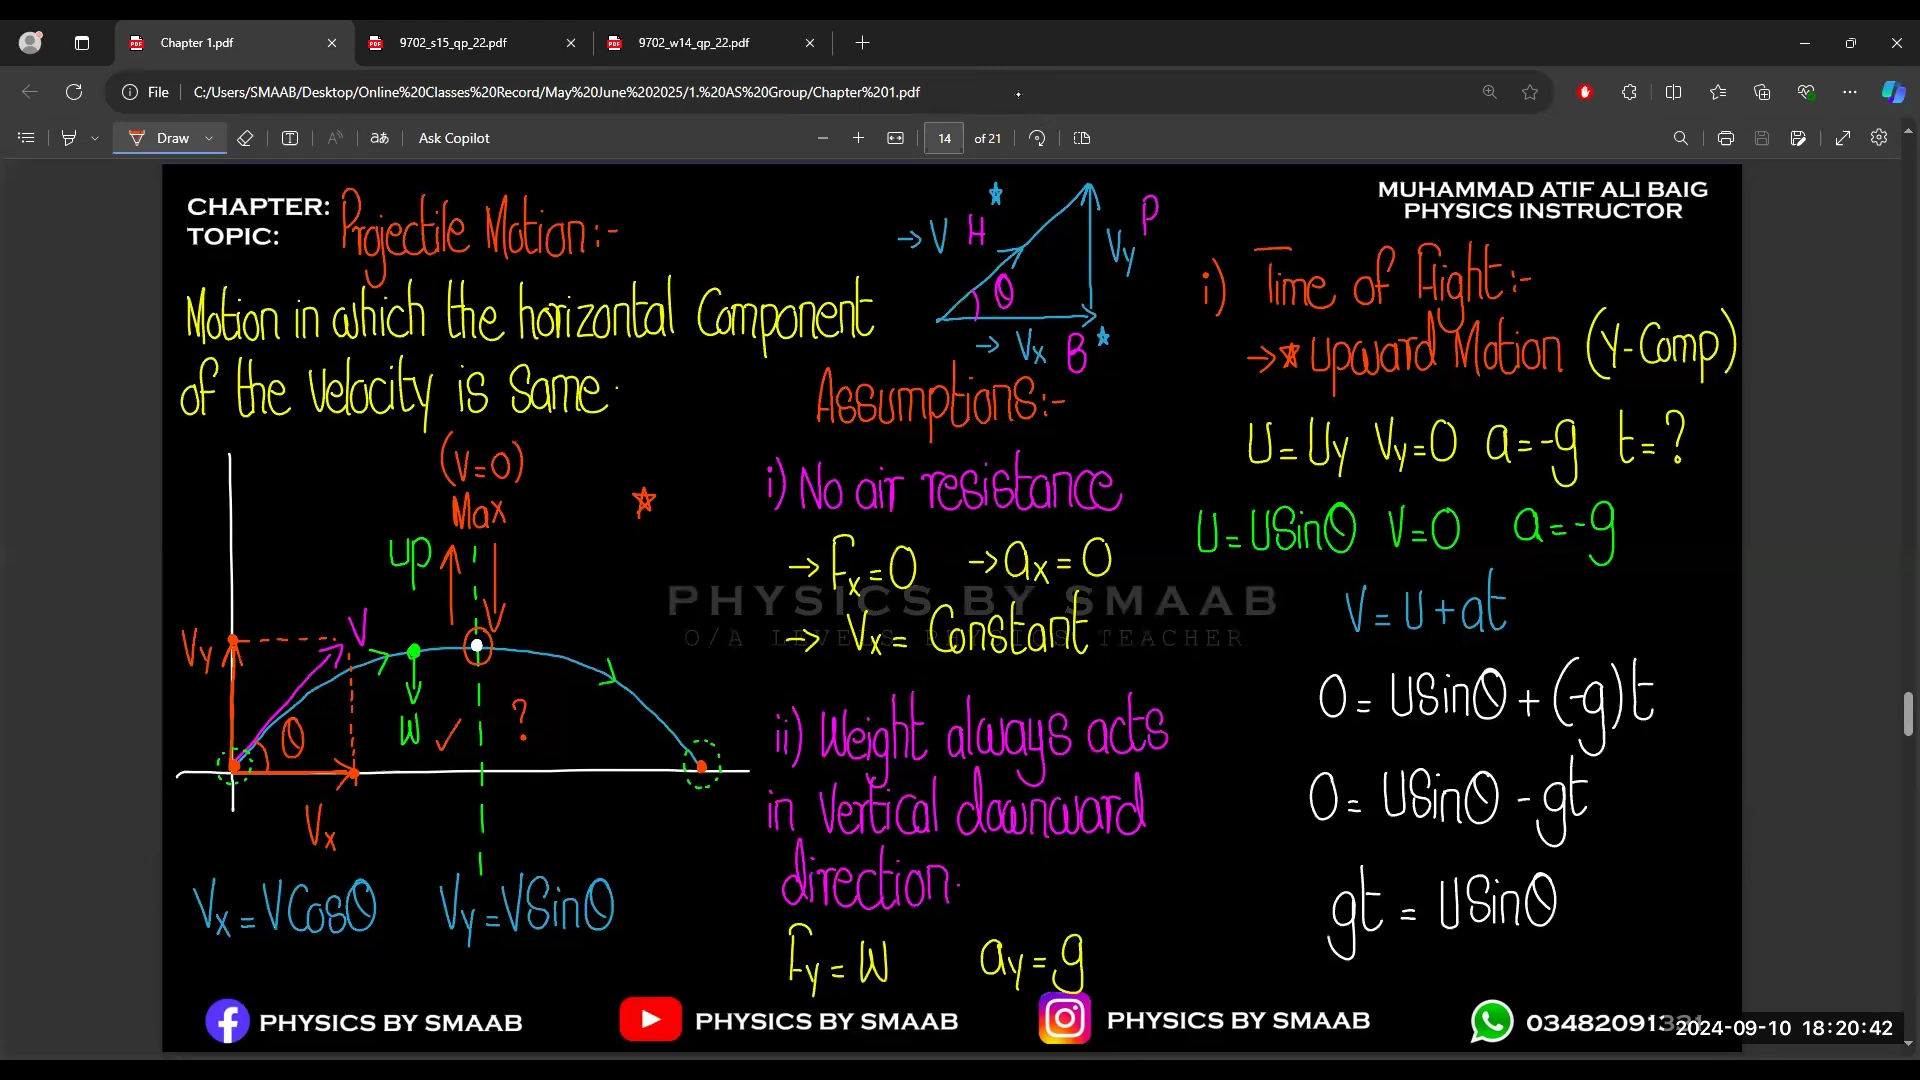 Chapter 1.pdf
9702_s15_qp_22.pdf
9702_w14_qp_22.pdf
File
C:/Users/SMAAB/Desktop/Online%20Classes%20Record/May%20June%202025/1.%20AS%20Group/Chapter%201.pdf
Draw
Ask Copilot
14 of 21
CHAPTER:
TOPIC:
Projectile Motion:-
Motion in which the horizontal Component
of the Velocity is Same.
(V=0)
Max
up
V
Vy
θ
W
✓
?
Vx
Vx = VCosθ Vy = VSinθ
→ V H
P
Vy
θ
→ Vx B
Assumptions:-
i) No air resistance
→ Fx = 0 → ax = 0
→ Vx = Constant
ii) Weight always acts
in Vertical downward
direction.
Fy = W ay = g
MUHAMMAD ATIF ALI BAIG
PHYSICS INSTRUCTOR
i) Time of Flight:-
→ upward Motion (Y-Comp)
U = Uy Vy = 0 a = -g t = ?
U = USinθ V = 0 a = -g
V = U + at
0 = USinθ + (-g)t
0 = USinθ - gt
gt = USinθ
PHYSICS BY SMAAB
O/A LEVELS PHYSICS TEACHER
PHYSICS BY SMAAB
PHYSICS BY SMAAB
PHYSICS BY SMAAB
2024-09-10 18:20:42